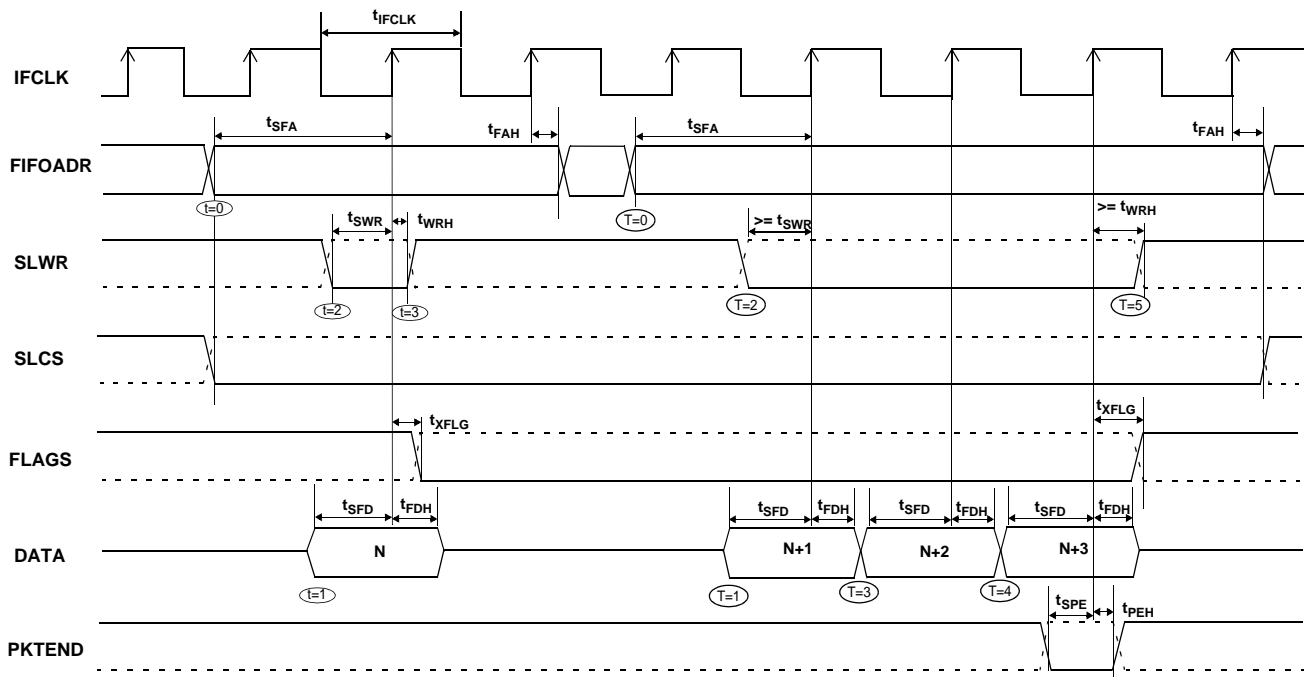 tIFCLK
IFCLK
tSFA
tFAH
tSFA
tFAH
FIFOADR
t=0
T=0
tSWR
tWRH
>= tSWR
>= tWRH
SLWR
t=2
t=3
T=2
T=5
SLCS
tXFLG
tXFLG
FLAGS
tSFD
tFDH
tSFD
tFDH
tSFD
tFDH
tSFD
tFDH
DATA
N
N+1
N+2
N+3
t=1
T=1
T=3
T=4
tSPE
tPEH
PKTEND